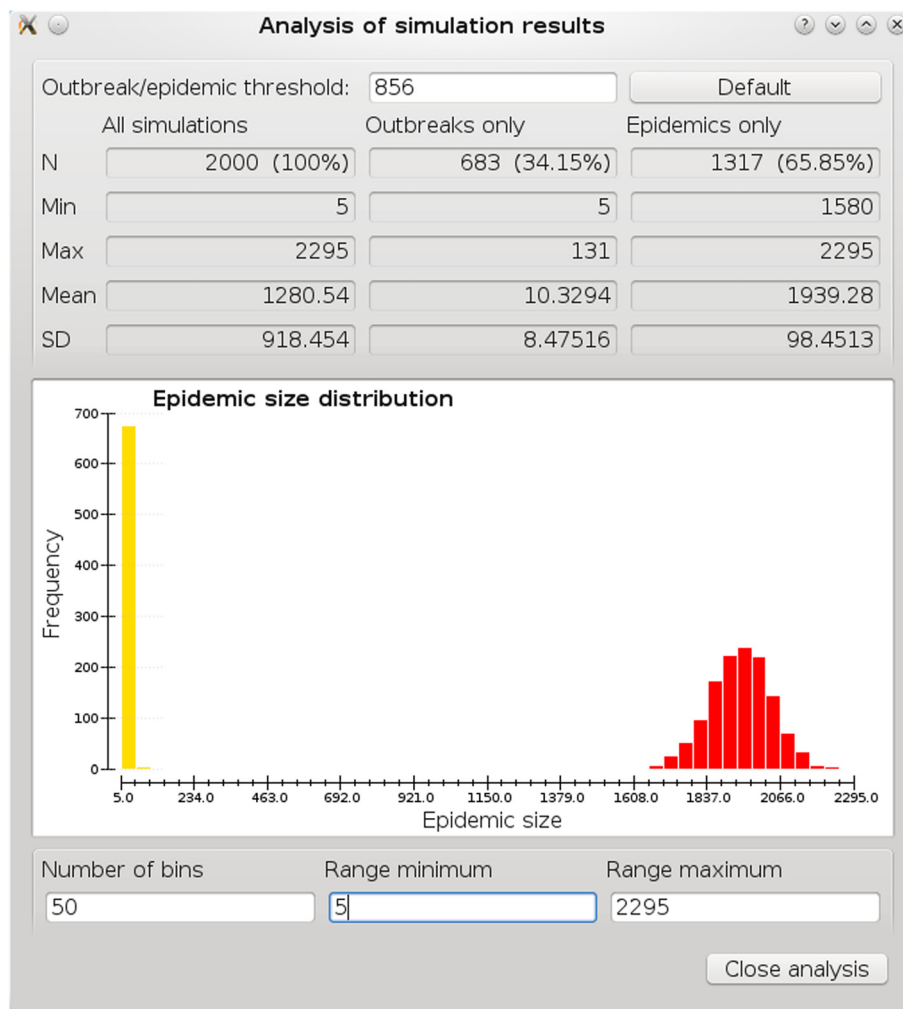 Analysis of simulation results
Outbreak/epidemic threshold: 856 Default
All simulations Outbreaks only Epidemics only
N 2000 (100%) 683 (34.15%) 1317 (65.85%)
Min 5 5 1580
Max 2295 131 2295
Mean 1280.54 10.3294 1939.28
SD 918.454 8.47516 98.4513
Epidemic size distribution
700
600
500
400
300
200
100
0
Frequency
5.0 234.0 463.0 692.0 921.0 1150.0 1379.0 1608.0 1837.0 2066.0 2295.0
Epidemic size
Number of bins Range minimum Range maximum
50 5 2295
Close analysis